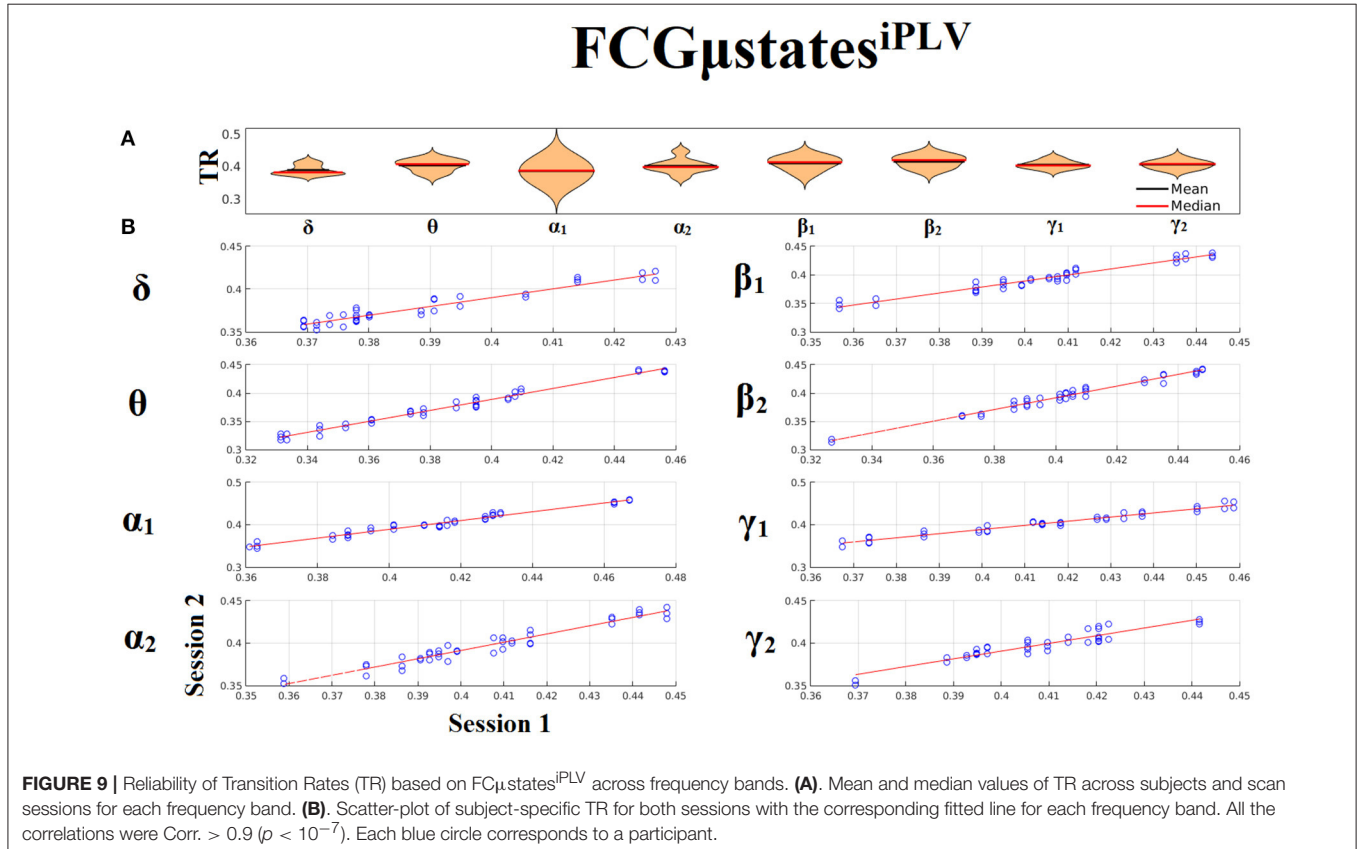 FCGμstates^iPLV
A
TR
0.5
0.4
0.3
Mean
Median
δ θ α₁ α₂ β₁ β₂ γ₁ γ₂
B
δ
0.45
0.4
0.35
0.36 0.37 0.38 0.39 0.4 0.41 0.42 0.43
β₁
0.45
0.4
0.35
0.3
0.35 0.36 0.37 0.38 0.39 0.4 0.41 0.42 0.43 0.44 0.45
θ
0.45
0.4
0.35
0.3
0.32 0.34 0.36 0.38 0.4 0.42 0.44 0.46
β₂
0.45
0.4
0.35
0.3
0.32 0.34 0.36 0.38 0.4 0.42 0.44 0.46
α₁
0.5
0.4
0.3
0.36 0.38 0.4 0.42 0.44 0.46 0.48
γ₁
0.5
0.4
0.3
0.36 0.37 0.38 0.39 0.4 0.41 0.42 0.43 0.44 0.45 0.46
α₂
Session 2
0.45
0.4
0.35
0.35 0.36 0.37 0.38 0.39 0.4 0.41 0.42 0.43 0.44 0.45
Session 1
γ₂
0.45
0.4
0.35
0.36 0.37 0.38 0.39 0.4 0.41 0.42 0.43 0.44 0.45
FIGURE 9 | Reliability of Transition Rates (TR) based on FCμstates^iPLV across frequency bands. (A). Mean and median values of TR across subjects and scan
sessions for each frequency band. (B). Scatter-plot of subject-specific TR for both sessions with the corresponding fitted line for each frequency band. All the
correlations were Corr. > 0.9 (p < 10⁻⁷). Each blue circle corresponds to a participant.